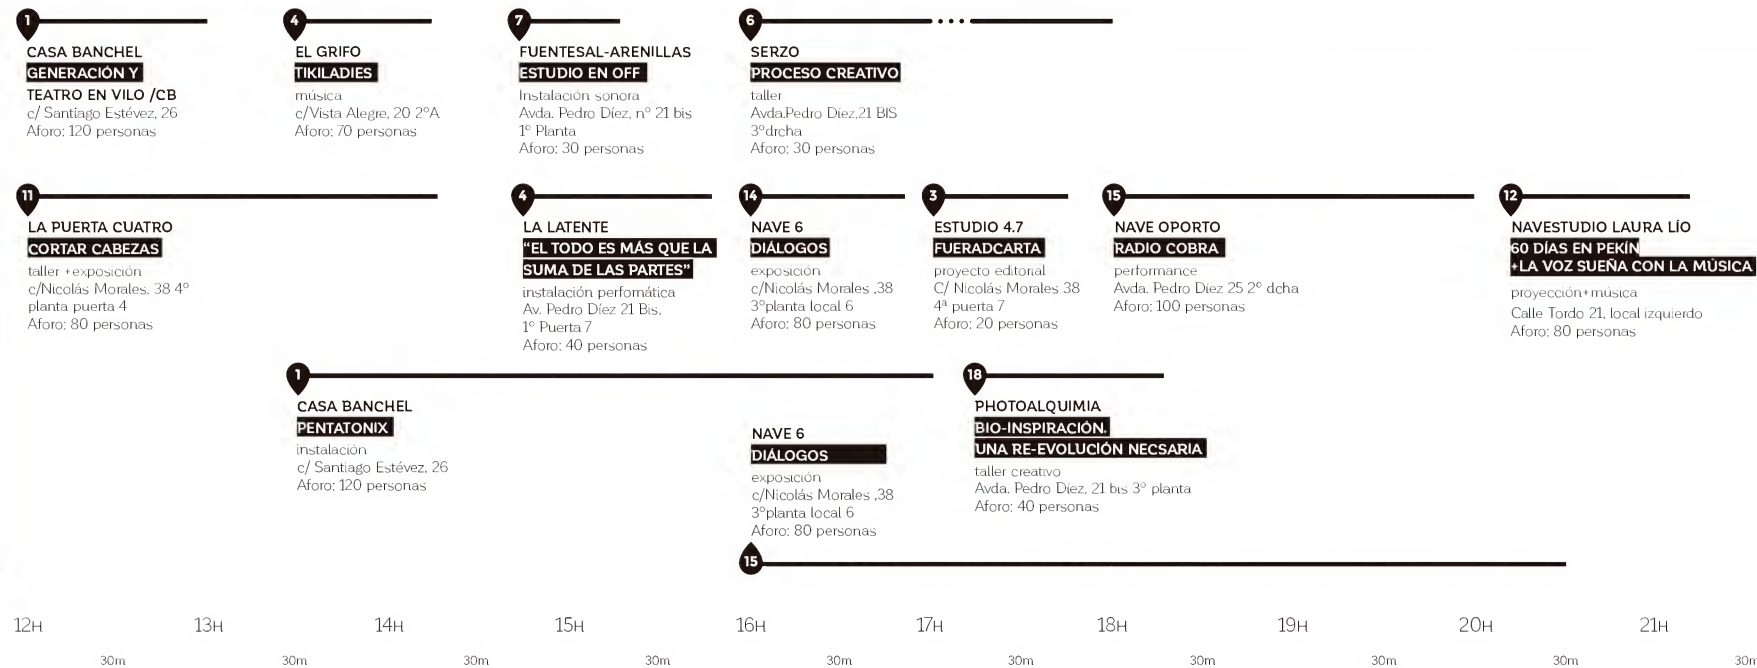 1
CASA BANCHEL
GENERACIÓN Y
TEATRO EN VILO /CB
c/ Santiago Estévez, 26
Aforo: 120 personas
4
EL GRIFO
TIKILADIES
música
c/Vista Alegre, 20 2ºA
Aforo: 70 personas
7
FUENTESAL-ARENILLAS
ESTUDIO EN OFF
Instalación sonora
Avda. Pedro Díez, nº 21 bis
1º Planta
Aforo: 30 personas
6
SERZO
PROCESO CREATIVO
taller
Avda.Pedro Díez,21 BIS
3ºdrcha
Aforo: 30 personas
11
LA PUERTA CUATRO
CORTAR CABEZAS
taller +exposición
c/Nicolás Morales, 38 4º
planta puerta 4
Aforo: 80 personas
4
LA LATENTE
“EL TODO ES MÁS QUE LA
SUMA DE LAS PARTES”
instalación perfomática
Av. Pedro Díez 21 Bis,
1º Puerta 7
Aforo: 40 personas
14
NAVE 6
DIÁLOGOS
exposición
c/Nicolás Morales ,38
3ºplanta local 6
Aforo: 80 personas
3
ESTUDIO 4.7
FUERADCARTA
proyecto editorial
C/ Nicolás Morales 38
4ª puerta 7
Aforo: 20 personas
15
NAVE OPORTO
RADIO COBRA
performance
Avda. Pedro Díez 25 2º dcha
Aforo: 100 personas
12
NAVESTUDIO LAURA LÍO
60 DÍAS EN PEKÍN
+LA VOZ SUEÑA CON LA MÚSICA
proyección+música
Calle Tordo 21, local izquierdo
Aforo: 80 personas
1
CASA BANCHEL
PENTATONIX
instalación
c/ Santiago Estévez, 26
Aforo: 120 personas
NAVE 6
DIÁLOGOS
exposición
c/Nicolás Morales ,38
3ºplanta local 6
Aforo: 80 personas
15
18
PHOTOALQUIMIA
BIO-INSPIRACIÓN.
UNA RE-EVOLUCIÓN NECSARIA
taller creativo
Avda. Pedro Díez, 21 bis 3º planta
Aforo: 40 personas
12H 13H 14H 15H 16H 17H 18H 19H 20H 21H
30m 30m 30m 30m 30m 30m 30m 30m 30m 30m